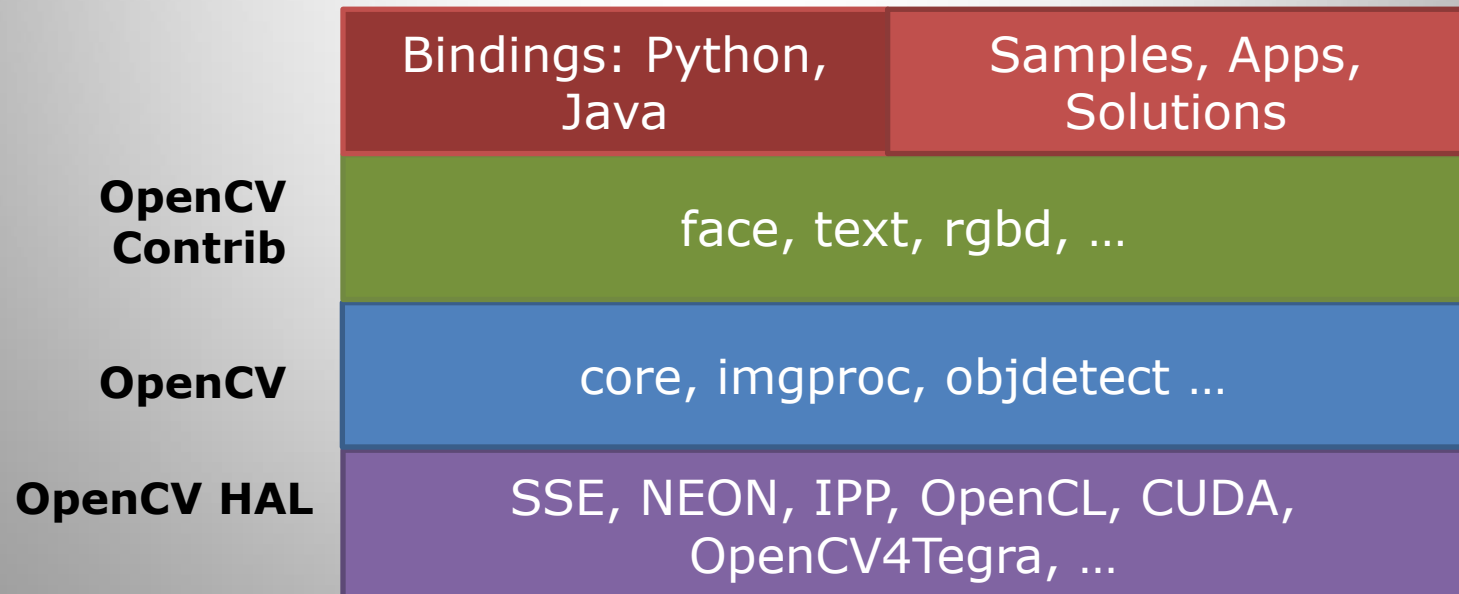 Bindings: Python,
Java
Samples, Apps,
Solutions
OpenCV
Contrib
face, text, rgbd, …
OpenCV
core, imgproc, objdetect …
OpenCV HAL
SSE, NEON, IPP, OpenCL, CUDA,
OpenCV4Tegra, …